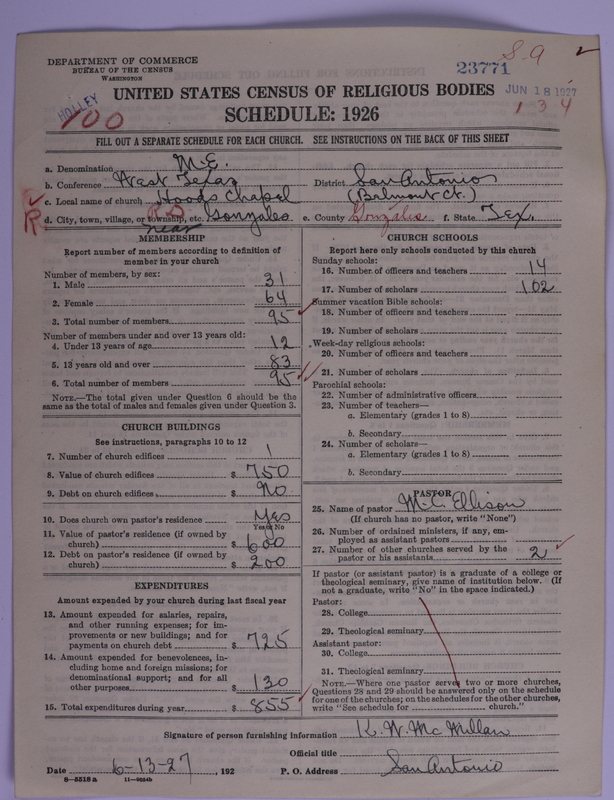 DEPARTMENT OF COMMERCE
BUREAU OF THE CENSUS
WASHINGTON
S-9
23771
JUN 18 1927
1 3 4
HOLLEY
100
UNITED STATES CENSUS OF RELIGIOUS BODIES
SCHEDULE: 1926
FILL OUT A SEPARATE SCHEDULE FOR EACH CHURCH. SEE INSTRUCTIONS ON THE BACK OF THIS SHEET
a. Denomination M.E.
b. Conference West Texas District San Antonio
c. Local name of church Hoods Chapel (Belmont Ct.)
R d. City, town, village, or township, etc. Gonzales e. County Gonzales f. State Tex.
near
MEMBERSHIP
Report number of members according to definition of member in your church
Number of members, by sex:
1. Male 31
2. Female 64
3. Total number of members 95
Number of members under and over 13 years old:
4. Under 13 years of age 12
5. 13 years old and over 83
6. Total number of members 95
NOTE.—The total given under Question 6 should be the
same as the total of males and females given under Question 3.
CHURCH BUILDINGS
See instructions, paragraphs 10 to 12
7. Number of church edifices 1
8. Value of church edifices $ 750
9. Debt on church edifices $ No
10. Does church own pastor's residence Yes
Yes or No
11. Value of pastor's residence (if owned by
church) $ 600
12. Debt on pastor's residence (if owned by
church) $ 200
EXPENDITURES
Amount expended by your church during last fiscal year
13. Amount expended for salaries, repairs,
and other running expenses; for im-
provements or new buildings; and for
payments on church debt $ 725
14. Amount expended for benevolences, in-
cluding home and foreign missions; for
denominational support; and for all
other purposes $ 130
15. Total expenditures during year $ 855
CHURCH SCHOOLS
Report here only schools conducted by this church
Sunday schools:
16. Number of officers and teachers 14
17. Number of scholars 102
Summer vacation Bible schools:
18. Number of officers and teachers
19. Number of scholars
Week-day religious schools:
20. Number of officers and teachers
21. Number of scholars
Parochial schools:
22. Number of administrative officers
23. Number of teachers—
a. Elementary (grades 1 to 8)
b. Secondary
24. Number of scholars—
a. Elementary (grades 1 to 8)
b. Secondary
PASTOR
25. Name of pastor M. C. Ellison
(If church has no pastor, write "None")
26. Number of ordained ministers, if any, em-
ployed as assistant pastors
27. Number of other churches served by the
pastor or his assistants 2
If pastor (or assistant pastor) is a graduate of a college or
theological seminary, give name of institution below. (If
not a graduate, write "No" in the space indicated.)
Pastor:
28. College
29. Theological seminary
Assistant pastor:
30. College
31. Theological seminary
NOTE.—Where one pastor serves two or more churches,
Questions 28 and 29 should be answered only on the schedule
for one of the churches; on the schedules for the other churches,
write "See schedule for church."
Signature of person furnishing information K. W. McMillan
Official title
Date 6-13-27, 192 P. O. Address San Antonio
8—5518a 11—9264b